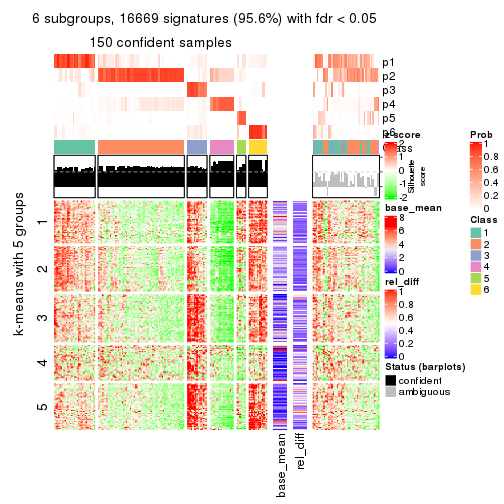 6 subgroups, 16669 signatures (95.6%) with fdr < 0.05
150 confident samples
p1
p2
p3
p4
p5
p6
Class
Silhouette
score
k-means with 5 groups
1
2
3
4
5
base_mean
rel_diff
z-score
2
1
0
-1
-2
base_mean
8
6
4
2
0
rel_diff
1
0.8
0.6
0.4
0.2
0
Status (barplots)
confident
ambiguous
Prob
1
0.8
0.6
0.4
0.2
0
Class
1
2
3
4
5
6